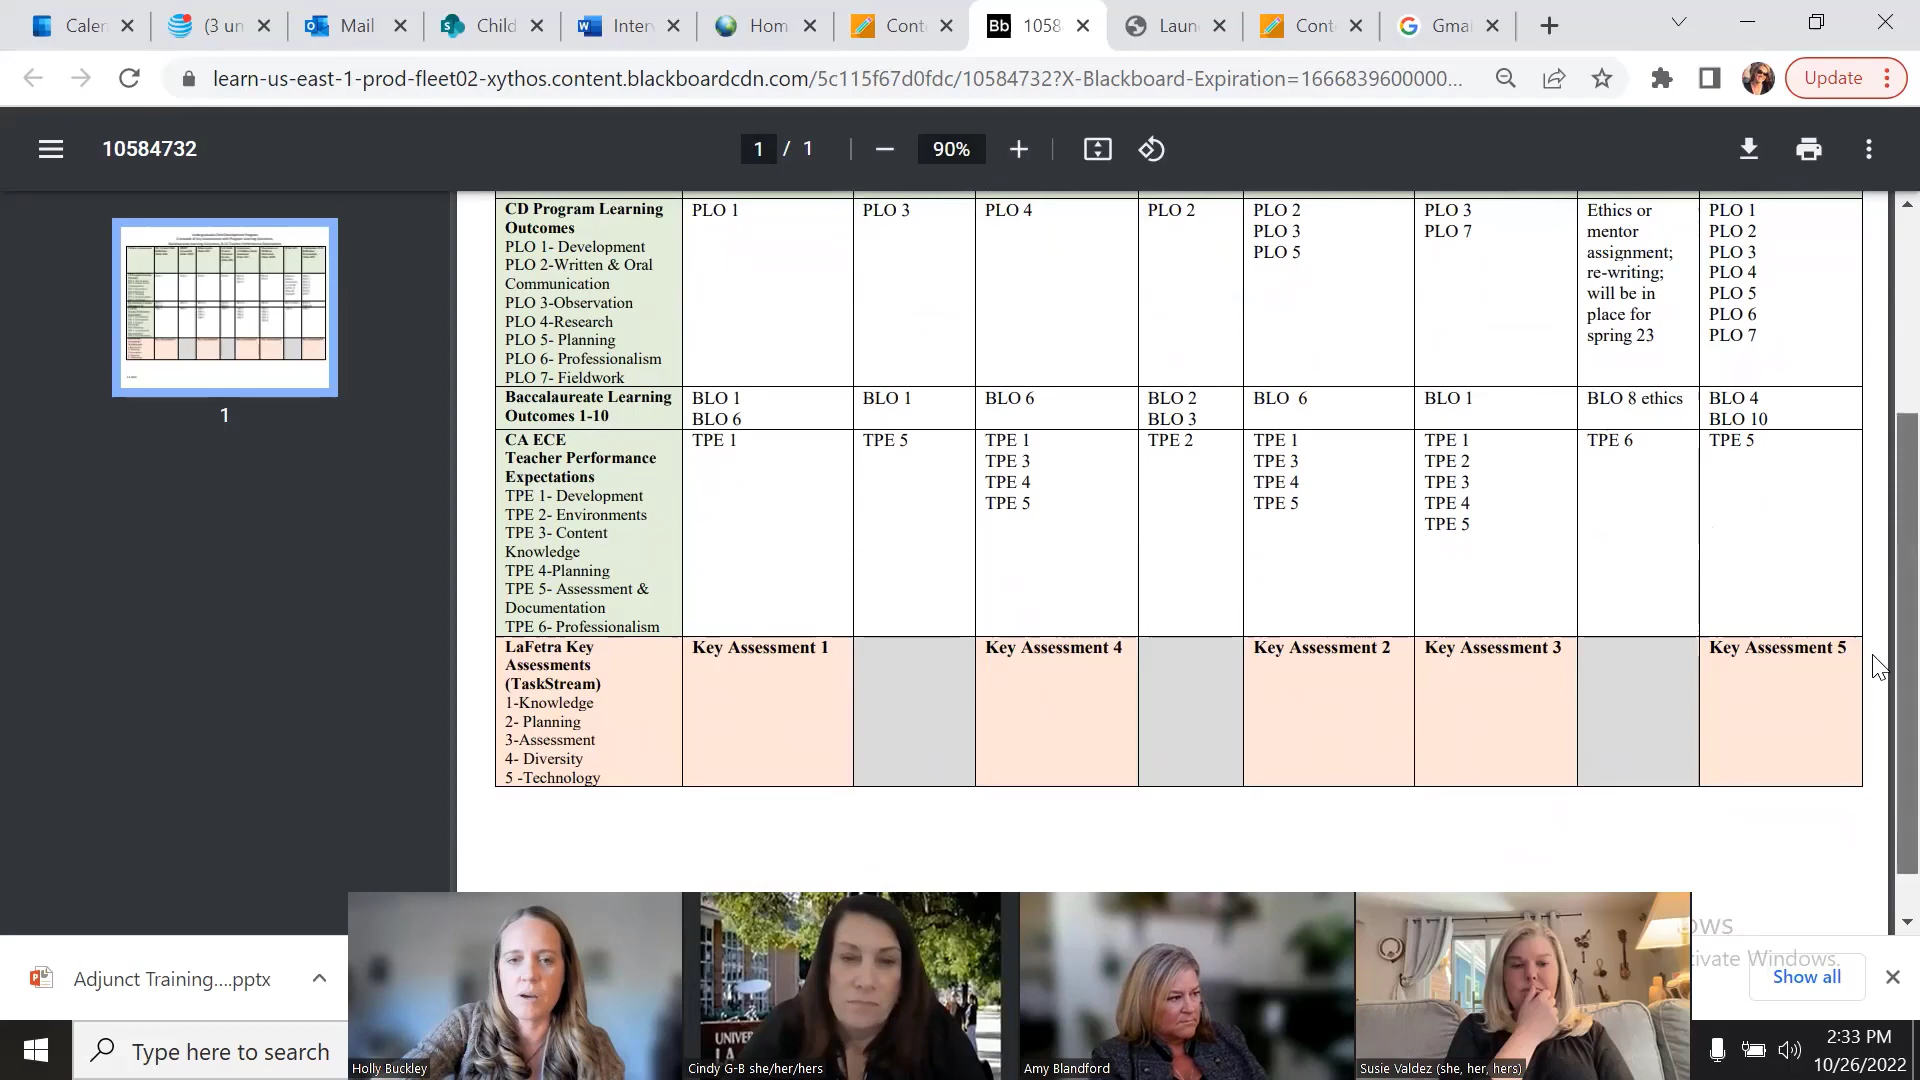 Calen
(3 un
Mail
Child
Interv
Hom
Conte
Bb 1058
Laun
Conte
Gmai
learn-us-east-1-prod-fleet02-xythos.content.blackboardcdn.com/5c115f67d0fdc/10584732?X-Blackboard-Expiration=1666839600000...
Update
10584732
1 / 1
90%
1
CD Program Learning
Outcomes
PLO 1- Development
PLO 2-Written & Oral
Communication
PLO 3-Observation
PLO 4-Research
PLO 5- Planning
PLO 6- Professionalism
PLO 7- Fieldwork
PLO 1
PLO 3
PLO 4
PLO 2
PLO 2
PLO 3
PLO 5
PLO 3
PLO 7
Ethics or
mentor
assignment;
re-writing;
will be in
place for
spring 23
PLO 1
PLO 2
PLO 3
PLO 4
PLO 5
PLO 6
PLO 7
Baccalaureate Learning
Outcomes 1-10
BLO 1
BLO 6
BLO 1
BLO 6
BLO 2
BLO 3
BLO 6
BLO 1
BLO 8 ethics
BLO 4
BLO 10
CA ECE
Teacher Performance
Expectations
TPE 1- Development
TPE 2- Environments
TPE 3- Content
Knowledge
TPE 4-Planning
TPE 5- Assessment &
Documentation
TPE 6- Professionalism
TPE 1
TPE 5
TPE 1
TPE 3
TPE 4
TPE 5
TPE 2
TPE 1
TPE 3
TPE 4
TPE 5
TPE 1
TPE 2
TPE 3
TPE 4
TPE 5
TPE 6
TPE 5
LaFetra Key
Assessments
(TaskStream)
1-Knowledge
2- Planning
3-Assessment
4- Diversity
5 -Technology
Key Assessment 1
Key Assessment 4
Key Assessment 2
Key Assessment 3
Key Assessment 5
Adjunct Training....pptx
Show all
Type here to search
Holly Buckley
UNIVER
LA
Cindy G-B she/her/hers
Amy Blandford
Susie Valdez (she, her, hers)
2:33 PM
10/26/2022